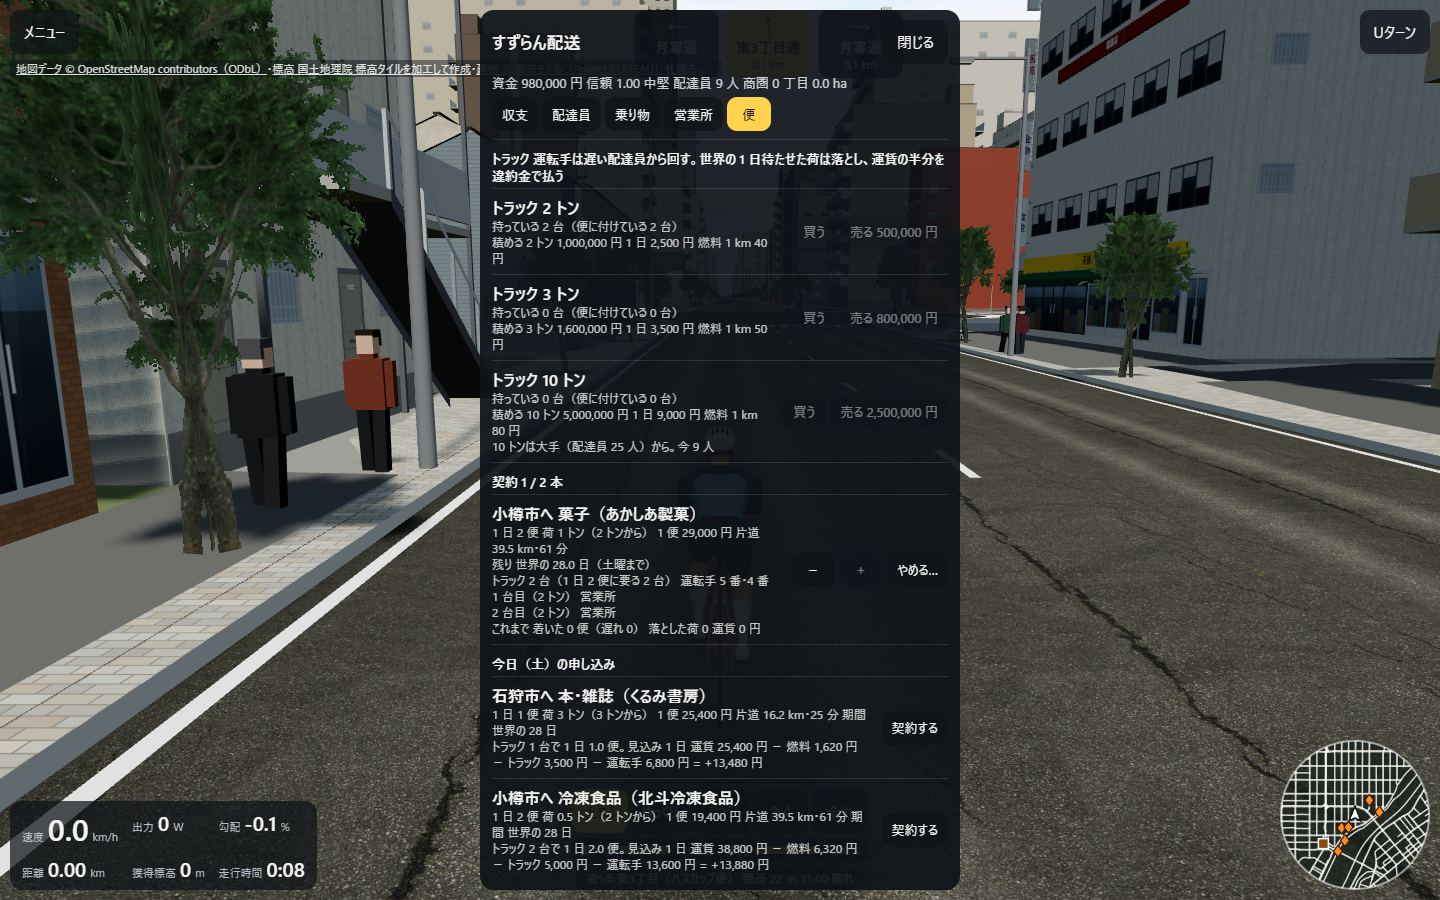 メニュー
地図データ © OpenStreetMap contributors（ODbL）・標高 国土地理院 標高タイルを加工して作成・
Uターン
すずらん配送
月寒通
東3丁目通
月寒通
閉じる
資金 980,000 円 信頼 1.00 中堅 配達員 9 人 商圏 0 丁目 0.0 ha
収支
配達員
乗り物
営業所
便
トラック 運転手は遅い配達員から回す。世界の 1 日待たせた荷は落とし、運賃の半分を
違約金で払う
トラック 2 トン
持っている 2 台（便に付けている 2 台）
積める 2 トン 1,000,000 円 1 日 2,500 円 燃料 1 km 40
円
買う
売る 500,000 円
トラック 3 トン
持っている 0 台（便に付けている 0 台）
積める 3 トン 1,600,000 円 1 日 3,500 円 燃料 1 km 50
円
買う
売る 800,000 円
トラック 10 トン
持っている 0 台（便に付けている 0 台）
積める 10 トン 5,000,000 円 1 日 9,000 円 燃料 1 km
80 円
10 トンは大手（配達員 25 人）から。今 9 人
買う
売る 2,500,000 円
契約 1 / 2 本
小樽市へ 菓子（あかしあ製菓）
1 日 2 便 荷 1 トン（2 トンから） 1 便 29,000 円 片道
39.5 km・61 分
残り 世界の 28.0 日（土曜まで）
トラック 2 台（1 日 2 便に要る 2 台） 運転手 5 番・4 番
1 台目（2 トン） 営業所
2 台目（2 トン） 営業所
これまで 着いた 0 便（遅れ 0） 落とした荷 0 運賃 0 円
−
+
やめる...
今日（土）の申し込み
石狩市へ 本・雑誌（くるみ書房）
1 日 1 便 荷 3 トン（3 トンから） 1 便 25,400 円 片道 16.2 km・25 分 期間
世界の 28 日
トラック 1 台で 1 日 1.0 便。見込み 1 日 運賃 25,400 円 − 燃料 1,620 円
− トラック 3,500 円 − 運転手 6,800 円 = +13,480 円
契約する
小樽市へ 冷凍食品（北斗冷凍食品）
1 日 2 便 荷 0.5 トン（2 トンから） 1 便 19,400 円 片道 39.5 km・61 分 期
間 世界の 28 日
トラック 2 台で 1 日 2.0 便。見込み 1 日 運賃 38,800 円 − 燃料 6,320 円
− トラック 5,000 円 − 運転手 13,600 円 = +13,880 円
契約する
速度 0.0 km/h
出力 0 W
勾配 -0.1 %
距離 0.00 km
獲得標高 0 m
走行時間 0:08